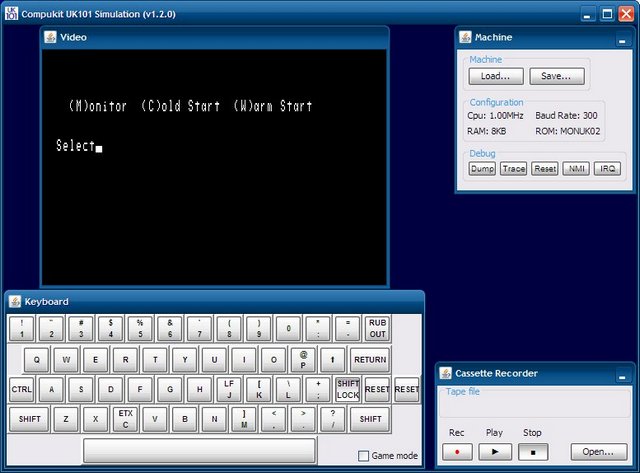 UK 101 Compukit UK101 Simulation (v1.2.0)
Video
(M)onitor (C)old Start (W)arm Start
Select
Machine
Machine
Load... Save...
Configuration
Cpu: 1.00MHz Baud Rate: 300
RAM: 8KB ROM: MONUK02
Debug
Dump Trace Reset NMI IRQ
Keyboard
! " # $ % & ' ( ) * =
1 2 3 4 5 6 7 8 9 0 : - RUB OUT
Q W E R T Y U I O @ P ↑ RETURN
CTRL A S D F G H LF J [ K \ L + ; SHIFT LOCK RESET RESET
SHIFT Z X ETX C V B N ] M < , > . ? / SHIFT
Game mode
Cassette Recorder
Tape file
Rec Play Stop
Open...